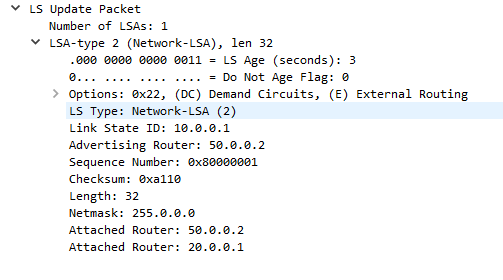 LS Update Packet
Number of LSAs: 1
LSA-type 2 (Network-LSA), len 32
.000 0000 0000 0011 = LS Age (seconds): 3
0... .... .... .... = Do Not Age Flag: 0
Options: 0x22, (DC) Demand Circuits, (E) External Routing
LS Type: Network-LSA (2)
Link State ID: 10.0.0.1
Advertising Router: 50.0.0.2
Sequence Number: 0x80000001
Checksum: 0xa110
Length: 32
Netmask: 255.0.0.0
Attached Router: 50.0.0.2
Attached Router: 20.0.0.1